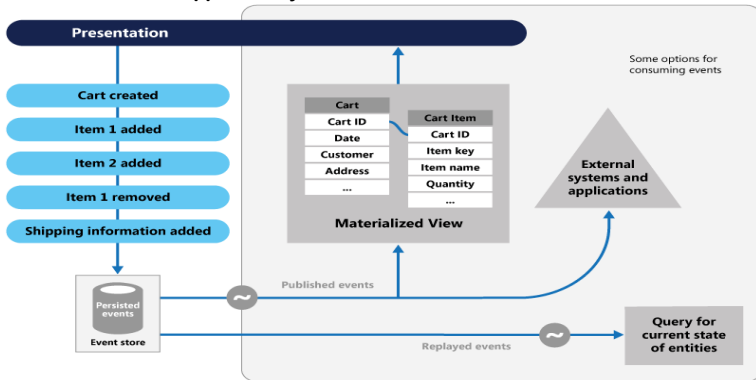 Presentation
Some options for
consuming events
Cart created
Item 1 added
Item 2 added
Item 1 removed
Shipping information added
Cart
Cart ID
Date
Customer
Address
...
Cart Item
Cart ID
Item key
Item name
Quantity
...
Materialized View
External
systems and
applications
Persisted
events
Event store
Published events
Replayed events
Query for
current state
of entities